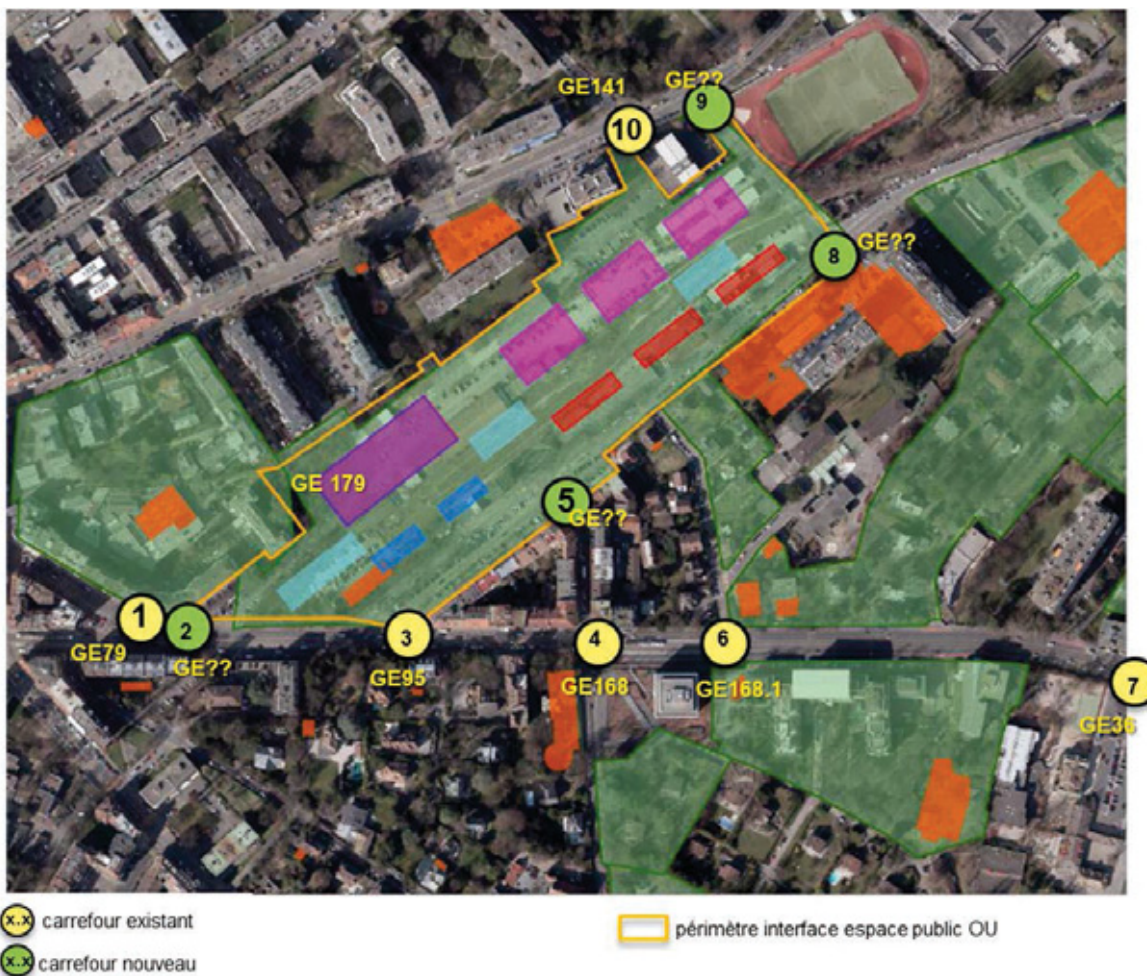 GE141
GE??
9
10
8
GE??
GE 179
5
GE??
1
2
3
4
6
GE79
GE??
GE95
GE168
GE168.1
7
GE36
x.x carrefour existant
x.x carrefour nouveau
périmètre interface espace public OU